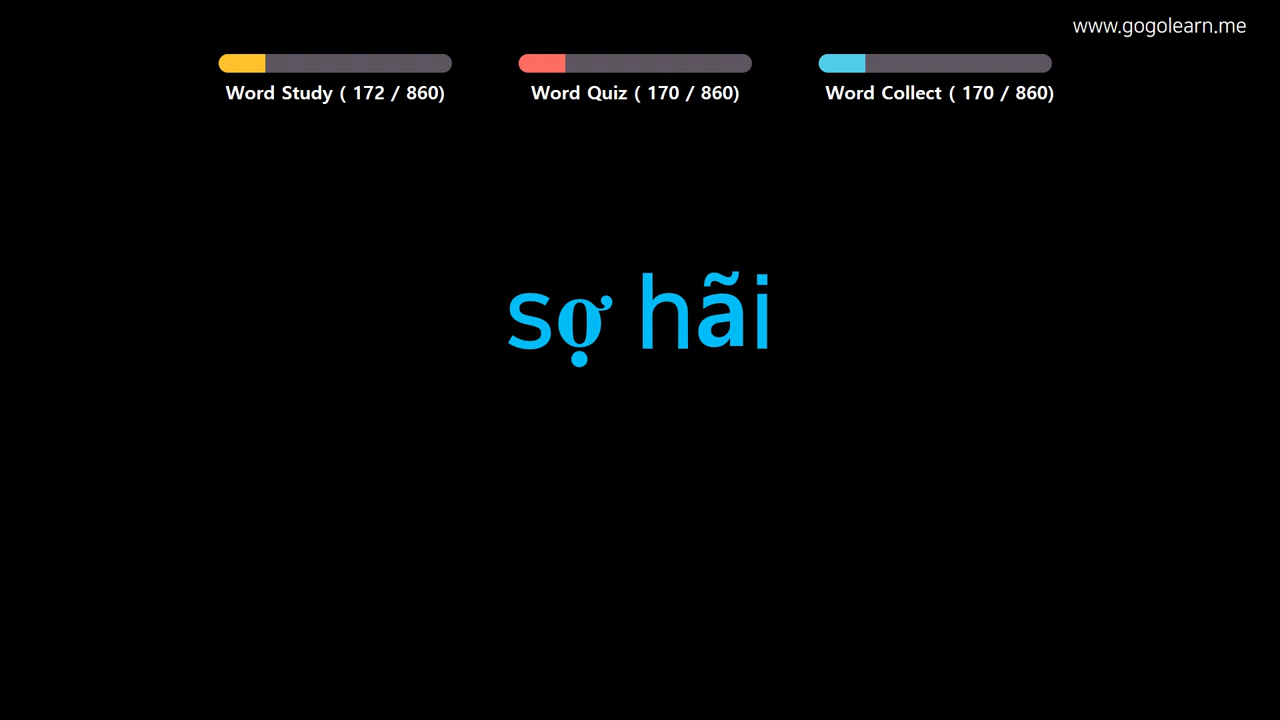 www.gogolearn.me
Word Study ( 172 / 860)
Word Quiz ( 170 / 860)
Word Collect ( 170 / 860)
sợ hãi